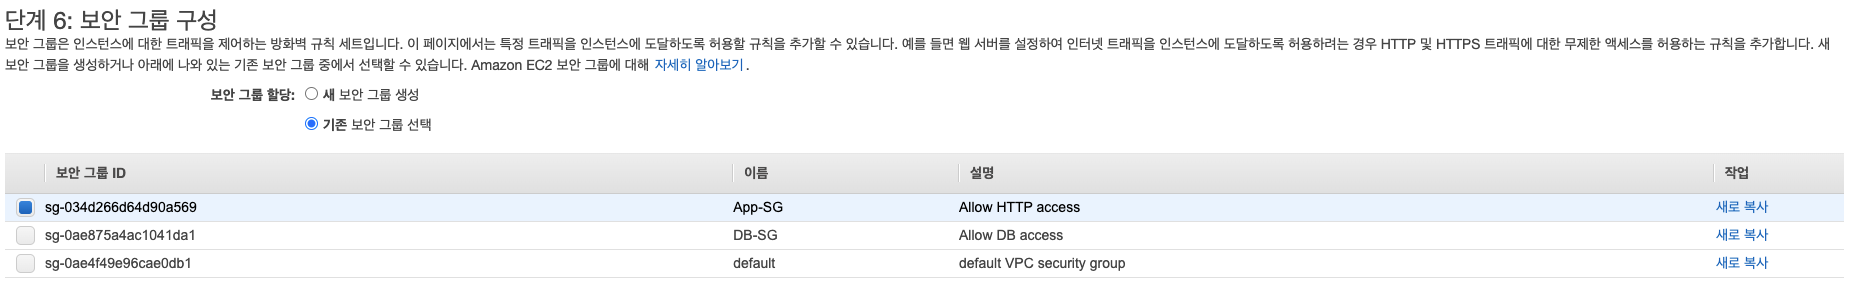 단계 6: 보안 그룹 구성
보안 그룹은 인스턴스에 대한 트래픽을 제어하는 방화벽 규칙 세트입니다. 이 페이지에서는 특정 트래픽을 인스턴스에 도달하도록 허용할 규칙을 추가할 수 있습니다. 예를 들면 웹 서버를 설정하여 인터넷 트래픽을 인스턴스에 도달하도록 허용하려는 경우 HTTP 및 HTTPS 트래픽에 대한 무제한 액세스를 허용하는 규칙을 추가합니다. 새
보안 그룹을 생성하거나 아래에 나와 있는 기존 보안 그룹 중에서 선택할 수 있습니다. Amazon EC2 보안 그룹에 대해 자세히 알아보기.
보안 그룹 할당: 새 보안 그룹 생성
기존 보안 그룹 선택
보안 그룹 ID 이름 설명 작업
sg-034d266d64d90a569 App-SG Allow HTTP access 새로 복사
sg-0ae875a4ac1041da1 DB-SG Allow DB access 새로 복사
sg-0ae4f49e96cae0db1 default default VPC security group 새로 복사